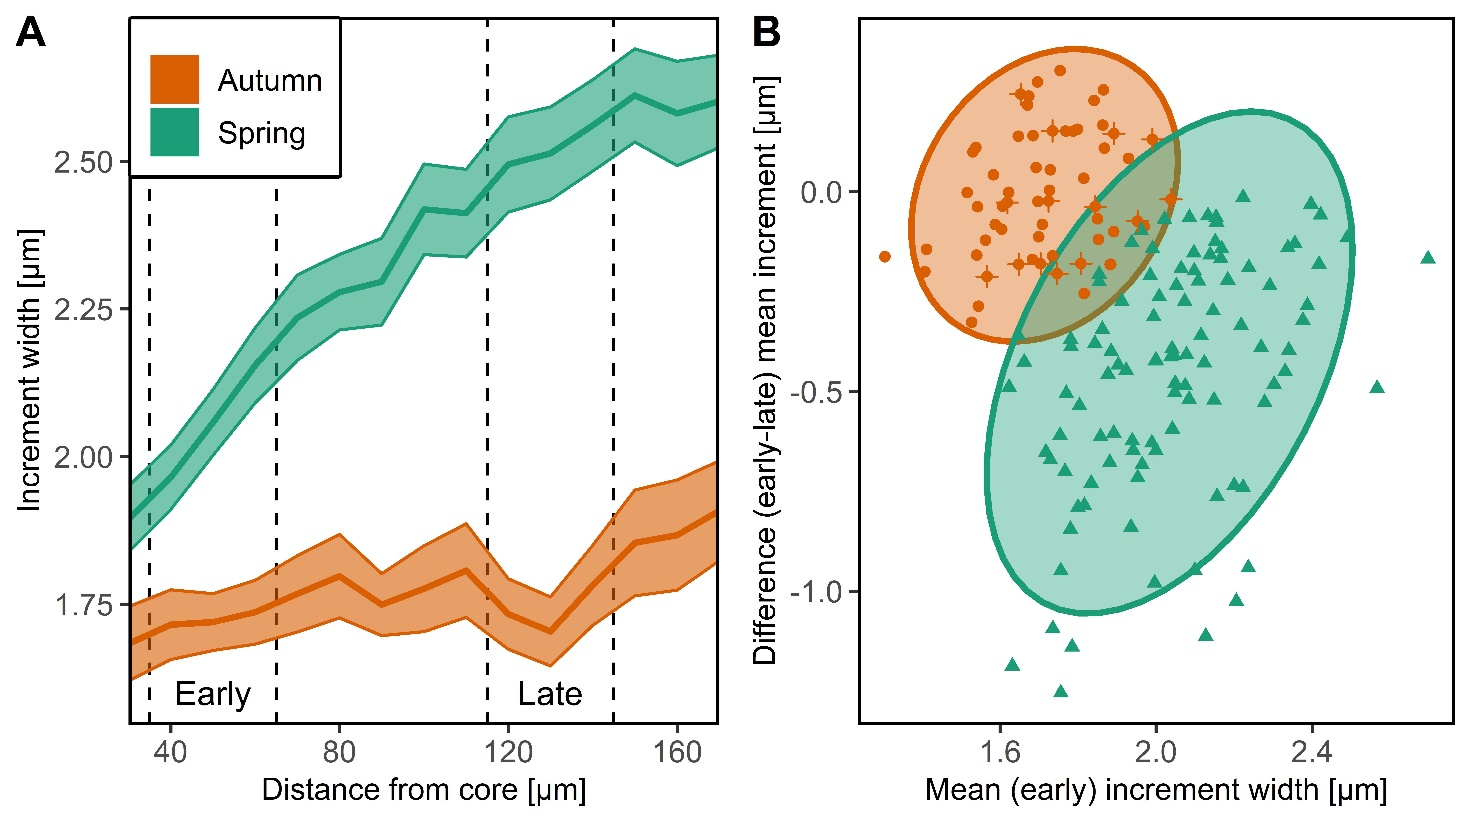 A
Autumn
Spring
Increment width [µm]
2.50
2.25
2.00
1.75
Early
Late
40
80
120
160
Distance from core [µm]
B
Difference (early-late) mean increment [µm]
0.0
-0.5
-1.0
1.6
2.0
2.4
Mean (early) increment width [µm]